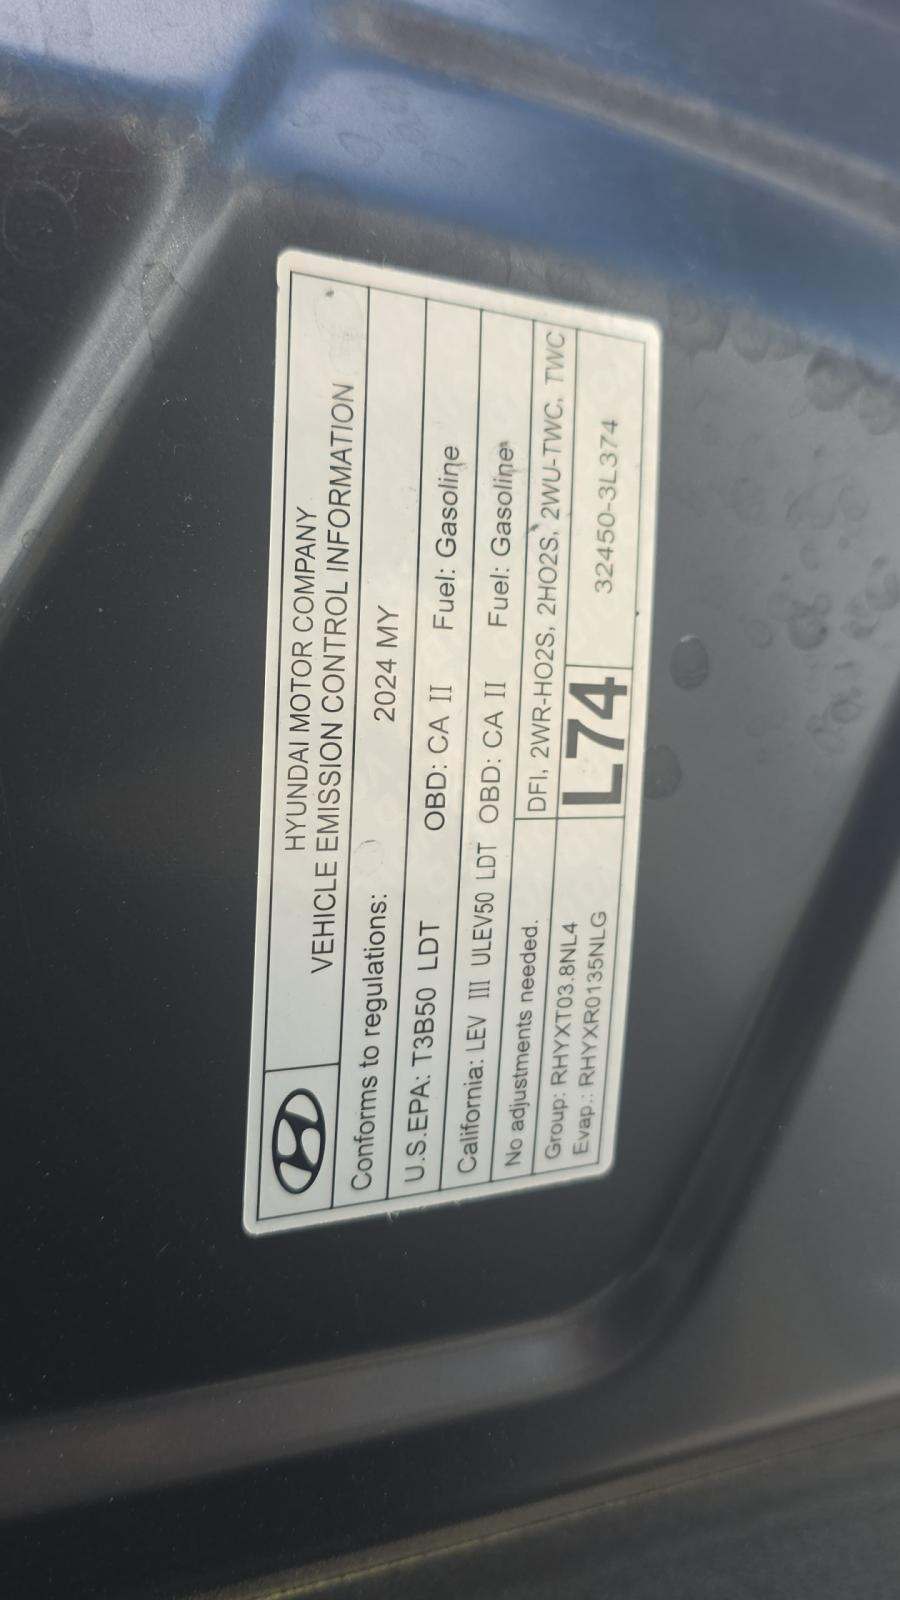 HYUNDAI MOTOR COMPANY
VEHICLE EMISSION CONTROL INFORMATION
Conforms to regulations: 2024 MY
U.S.EPA: T3B50 LDT OBD: CA II Fuel: Gasoline
California: LEV III ULEV50 LDT OBD: CA II Fuel: Gasoline
No adjustments needed. DFI, 2WR-HO2S, 2HO2S, 2WU-TWC, TWC
Group: RHYXT03.8NL4
Evap.: RHYXR0135NLG
L74
32450-3L374